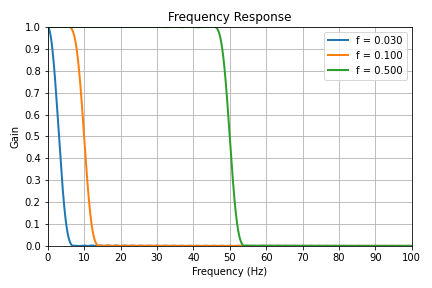 Frequency Response
1.0
0.9
0.8
0.7
0.6
0.5
0.4
0.3
0.2
0.1
0.0
Gain
f = 0.030
f = 0.100
f = 0.500
0 10 20 30 40 50 60 70 80 90 100
Frequency (Hz)